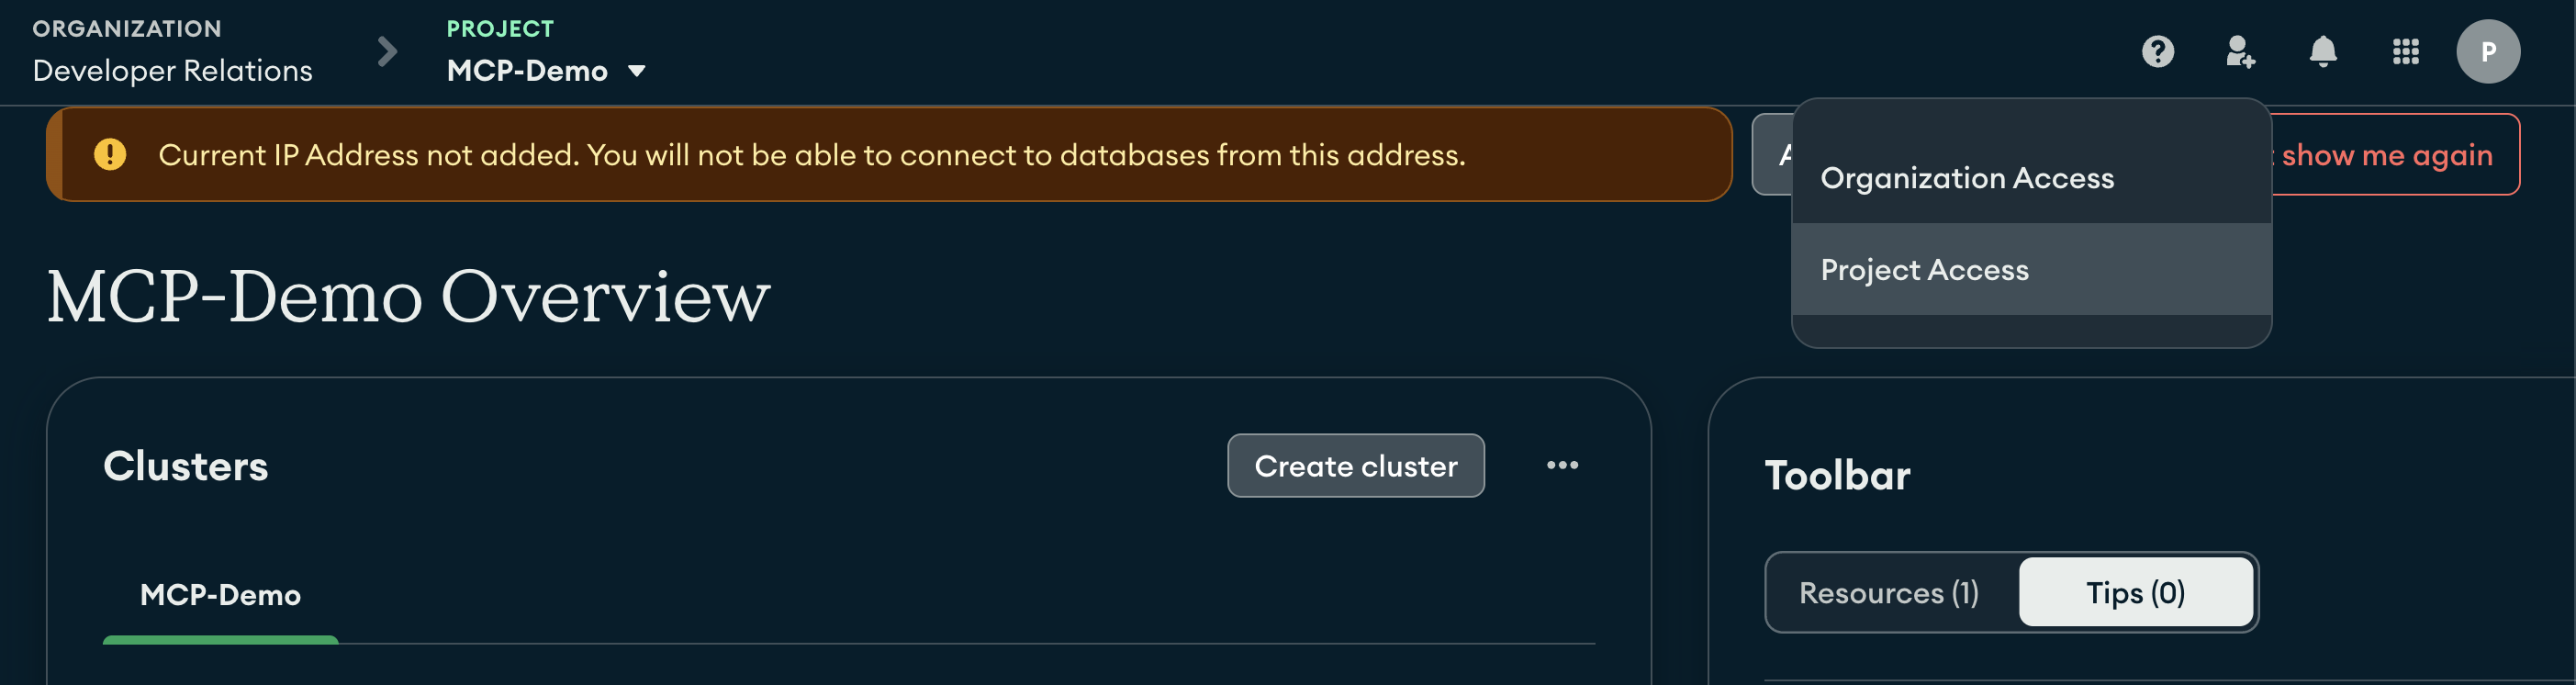 ORGANIZATION
Developer Relations
PROJECT
MCP-Demo
P
Current IP Address not added. You will not be able to connect to databases from this address.
show me again
Organization Access
Project Access
MCP-Demo Overview
Clusters
Create cluster
MCP-Demo
Toolbar
Resources (1)
Tips (0)